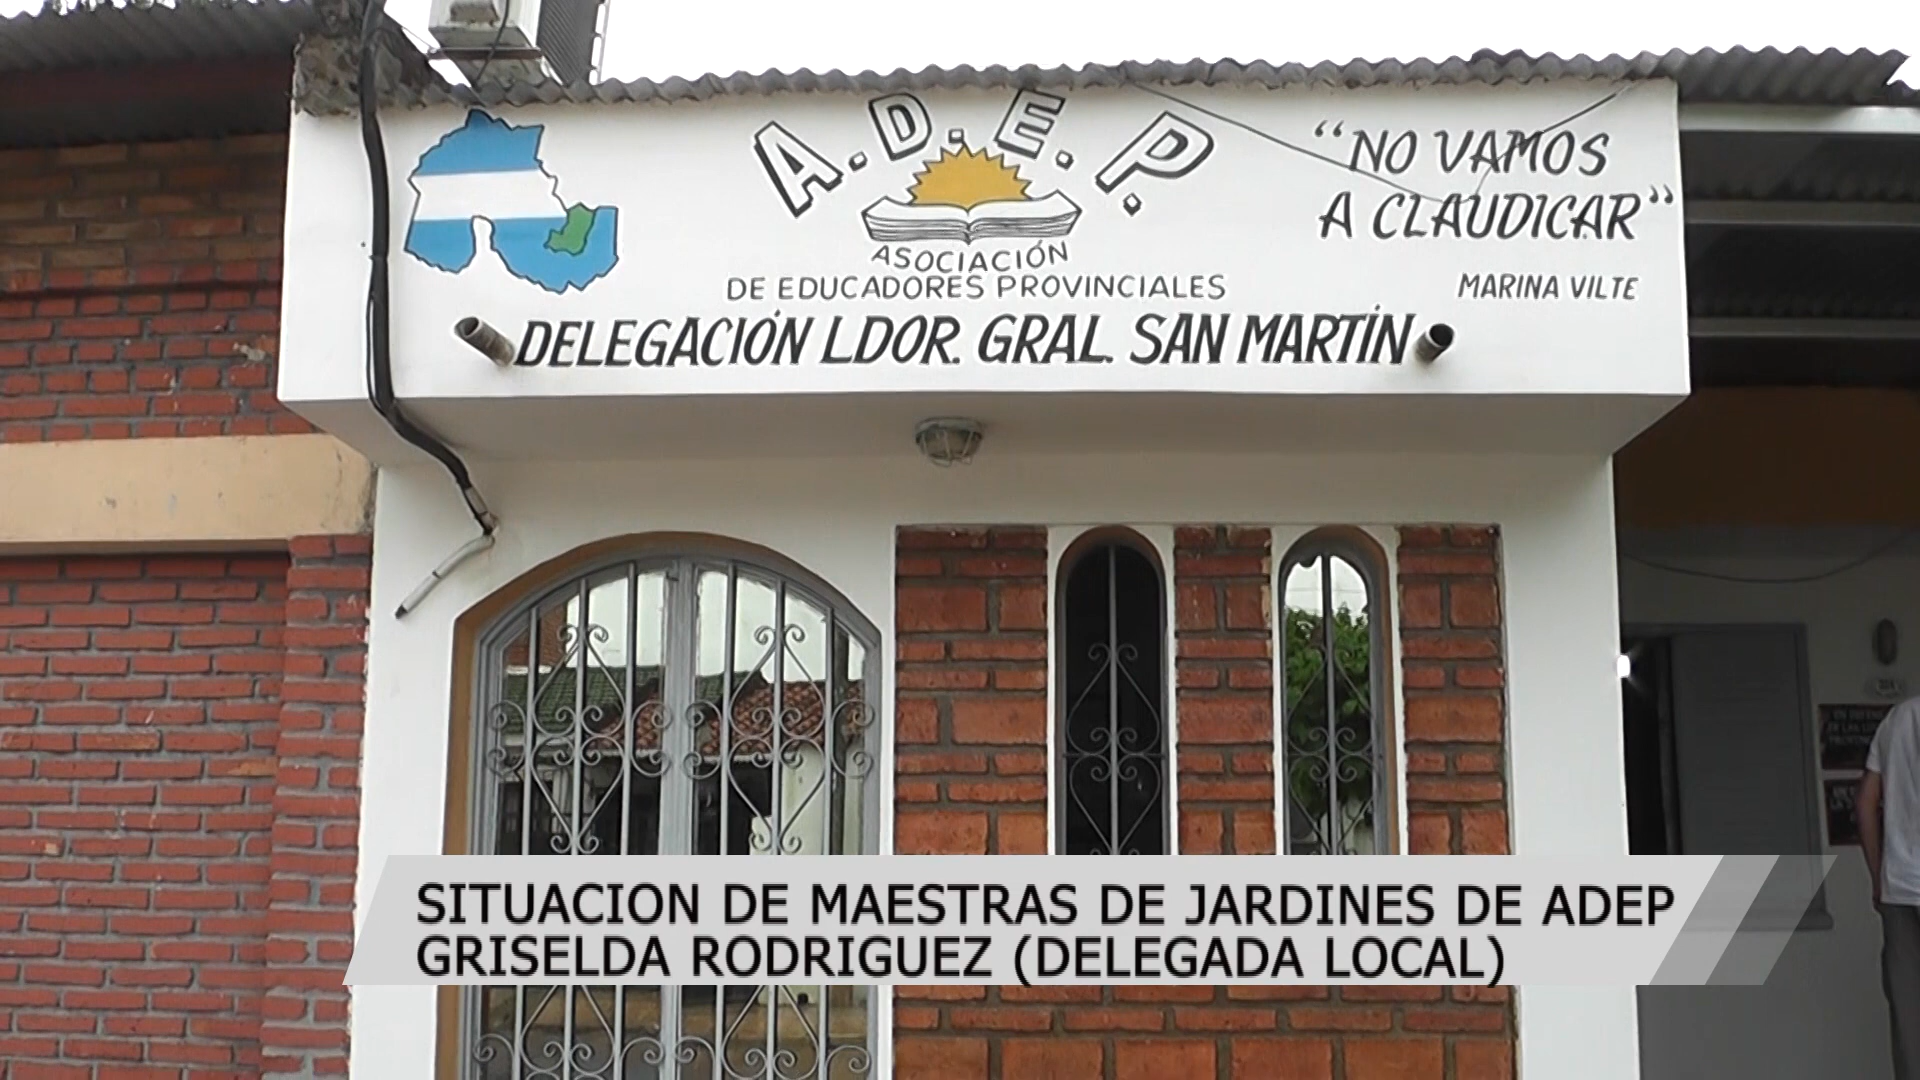 A.D.E.P.
ASOCIACIÓN
DE EDUCADORES PROVINCIALES
DELEGACIÓN LDOR. GRAL. SAN MARTÍN
"NO VAMOS
A CLAUDICAR"
MARINA VILTE
SITUACION DE MAESTRAS DE JARDINES DE ADEP
GRISELDA RODRIGUEZ (DELEGADA LOCAL)